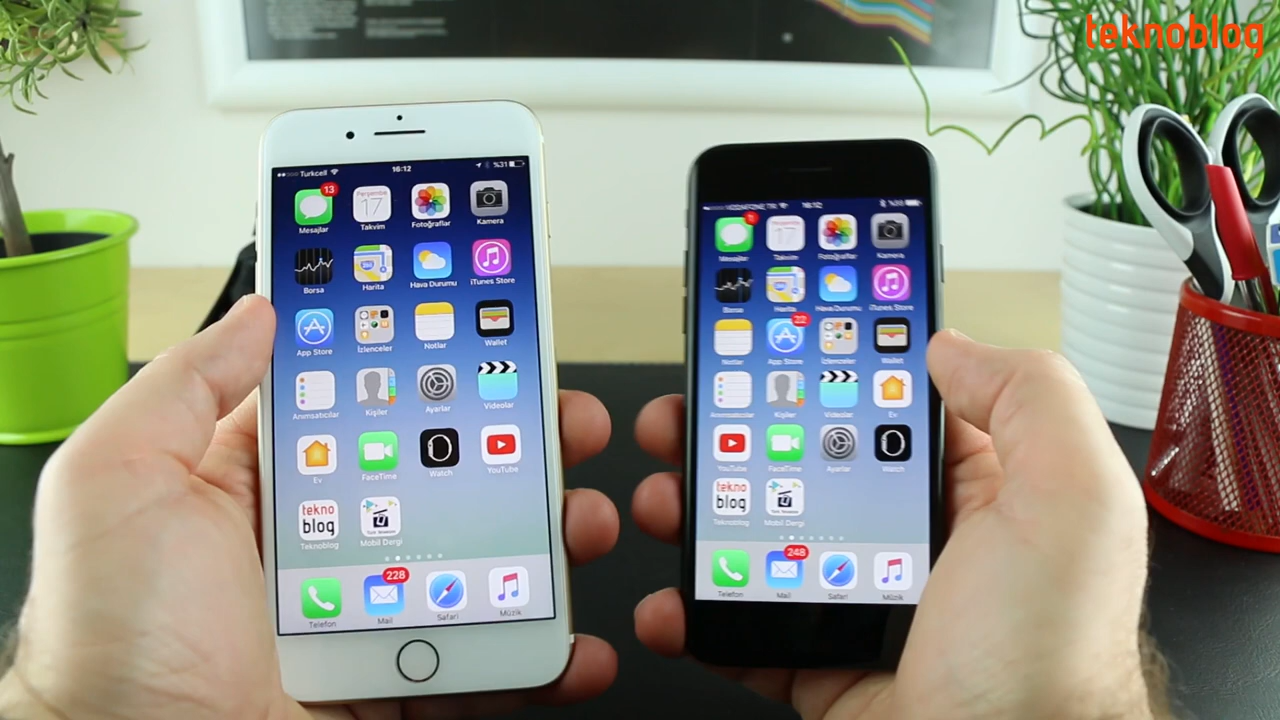 teknoblog
Turkcell
16:12
%31
13
Perşembe
17
Mesajlar
Takvim
Fotoğraflar
Kamera
Borsa
Harita
Hava Durumu
iTunes Store
App Store
İzlenceler
Notlar
Wallet
Anımsatıcılar
Kişiler
Ayarlar
Videolar
Ev
FaceTime
Watch
YouTube
tekno
blog
Teknoblog
Mobil Dergi
228
Telefon
Mail
Safari
Müzik
16:12
17
Mesajlar
Takvim
Fotoğraflar
Kamera
Borsa
Harita
Hava Durumu
iTunes Store
22
Notlar
App Store
İzlenceler
Wallet
Anımsatıcılar
Kişiler
Videolar
Ev
YouTube
FaceTime
Ayarlar
Watch
tekno
blog
Teknoblog
Mobil Dergi
248
Telefon
Mail
Safari
Müzik